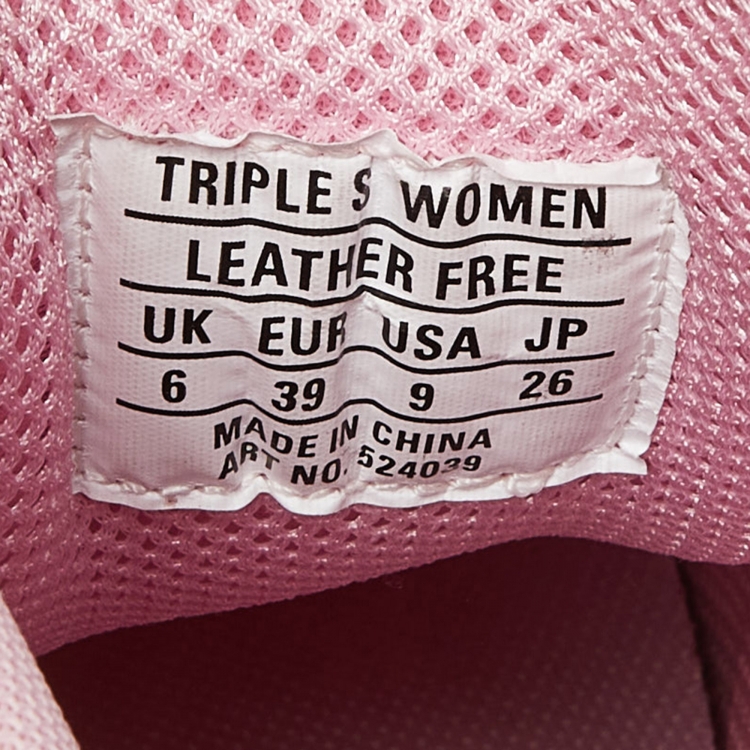 TRIPLE S WOMEN
LEATHER FREE
UK EUR USA JP
6 39 9 26
MADE IN CHINA
ART NO. 524039